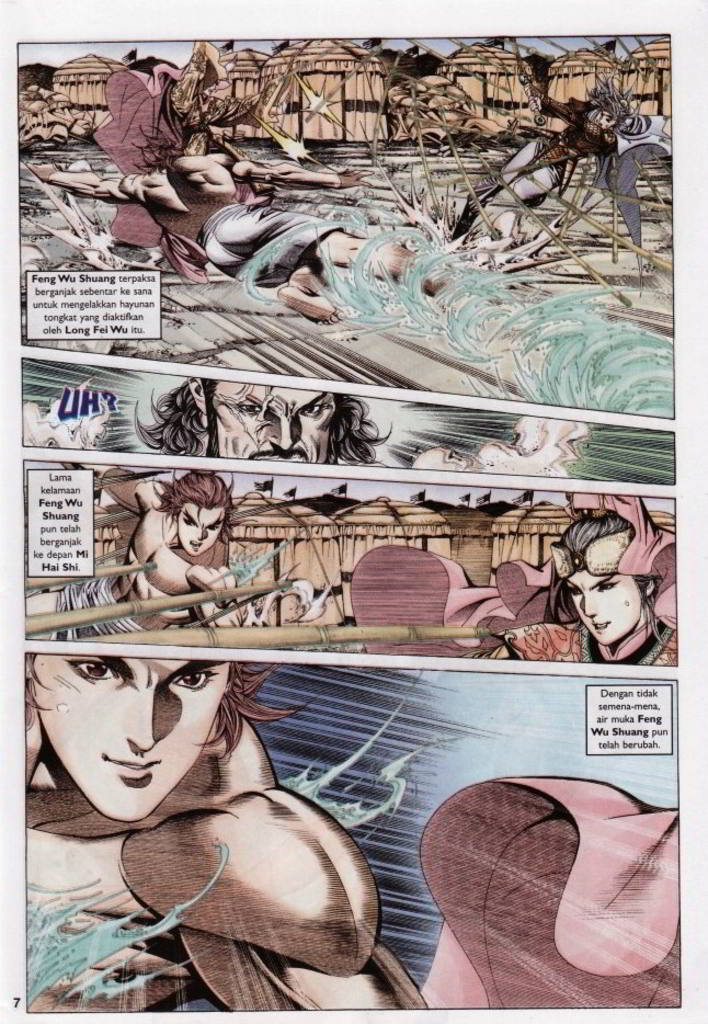 Feng Wu Shuang terpaksa
berganjak sebentar ke sana
untuk mengelakkan hayunan
tongkat yang diaktifkan
oleh Long Fei Wu itu.
UH?
Lama
kelamaan
Feng Wu
Shuang
pun telah
berganjak
ke depan Mi
Hai Shi.
Dengan tidak
semena-mena,
air muka Feng
Wu Shuang pun
telah berubah.
7